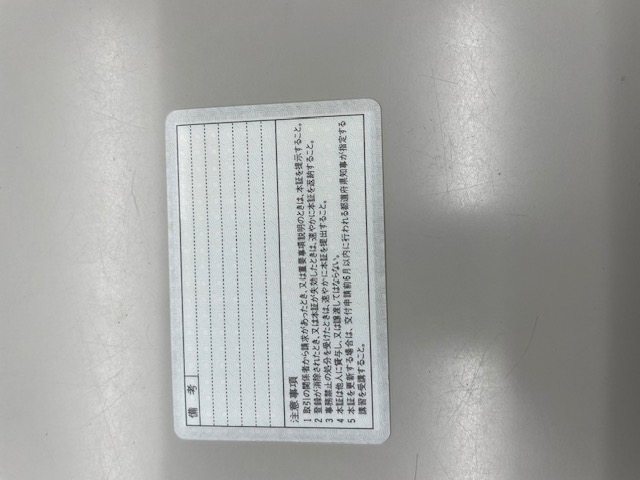 備考
注意事項
1 取引の関係者から請求があったとき、又は重要事項説明のときは、本証を提示すること。
2 登録が消除されたとき、又は本証が失効したときは、速やかに本証を返納すること。
3 事務禁止の処分を受けたときは、速やかに本証を提出すること。
4 本証は他人に貸与し、又は譲渡してはならない。
5 本証を更新する場合は、交付申請前6月以内に行われる都道府県知事が指定する
講習を受講すること。